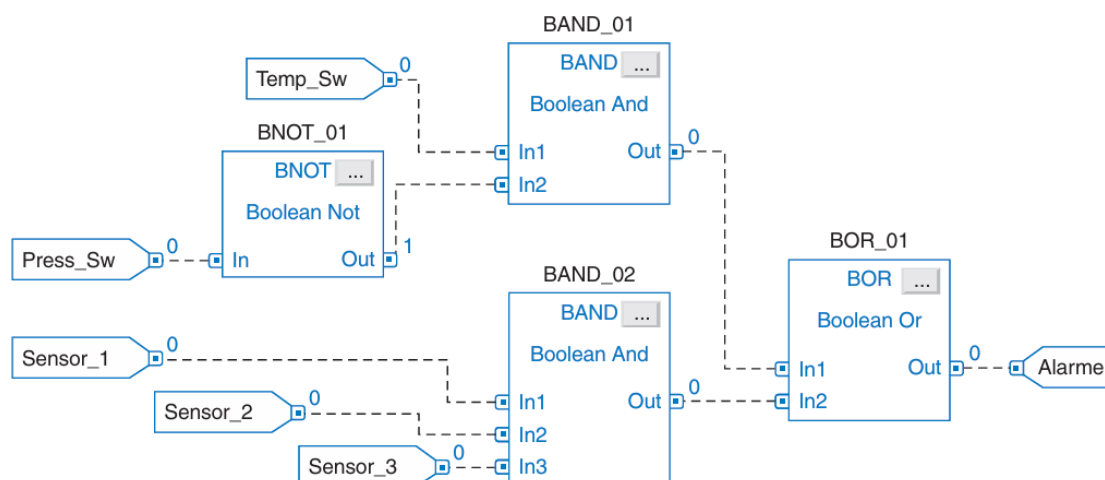 BAND_01
0
Temp_Sw
BAND ...
Boolean And
In1
Out
0
In2
BNOT_01
BNOT ...
Boolean Not
0
Press_Sw
In
Out
1
BAND_02
BAND ...
Boolean And
0
Sensor_1
0
Sensor_2
0
Sensor_3
In1
Out
0
In2
In3
BOR_01
BOR ...
Boolean Or
In1
Out
0
In2
Alarme